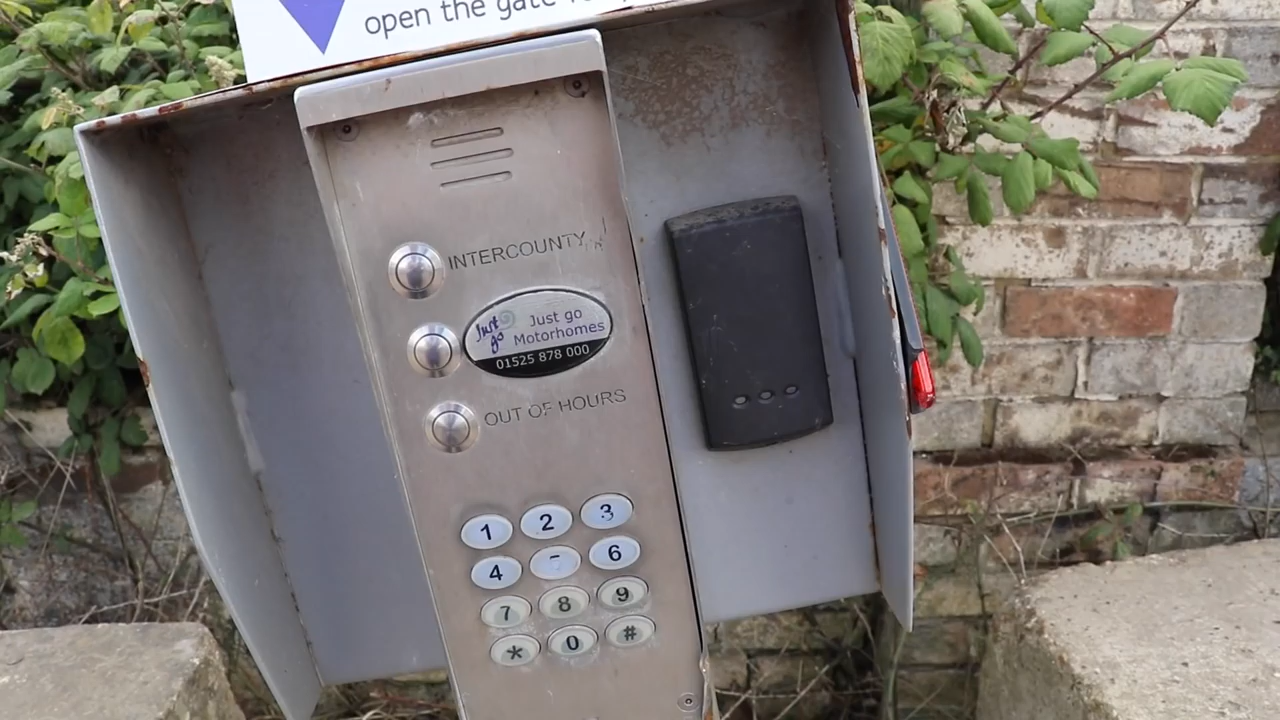 open the gate
INTERCOUNTY
Just go
Just go
Motorhomes
01525 878 000
OUT OF HOURS
1 2 3
4 6
7 8 9
* 0 #